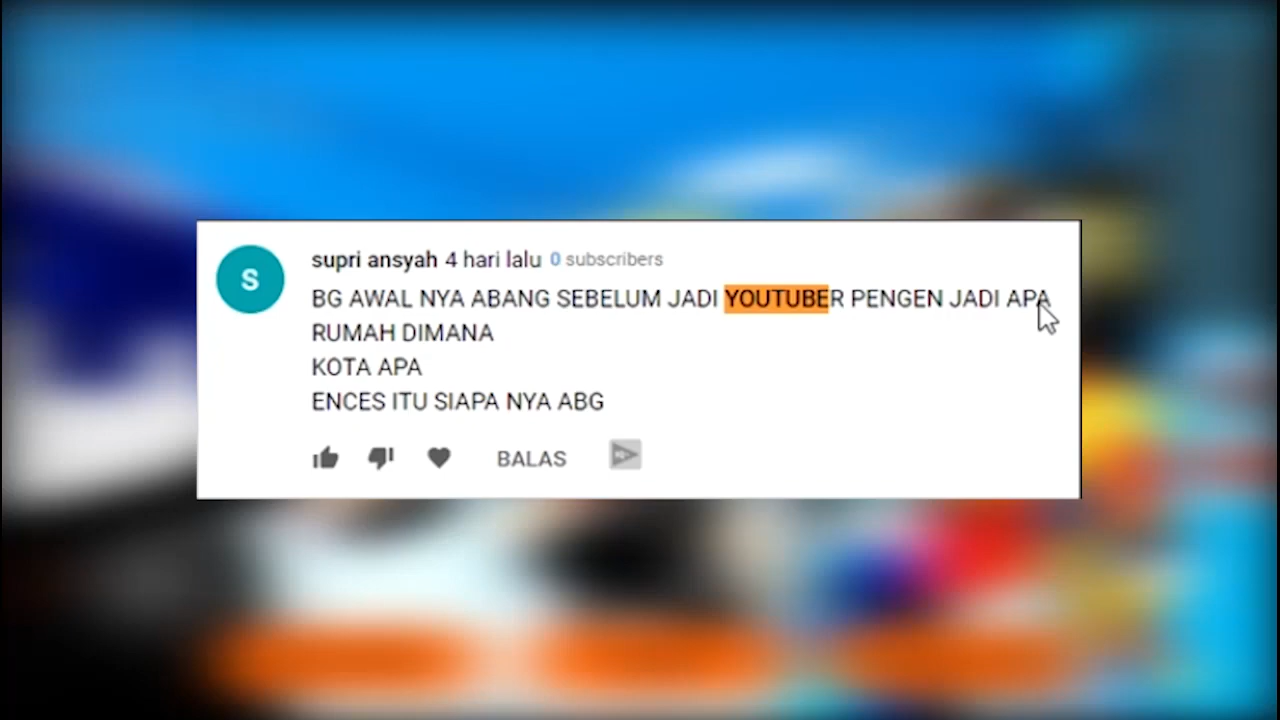 S
supri ansyah 4 hari lalu 0 subscribers
BG AWAL NYA ABANG SEBELUM JADI YOUTUBER PENGEN JADI APA
RUMAH DIMANA
KOTA APA
ENCES ITU SIAPA NYA ABG
BALAS